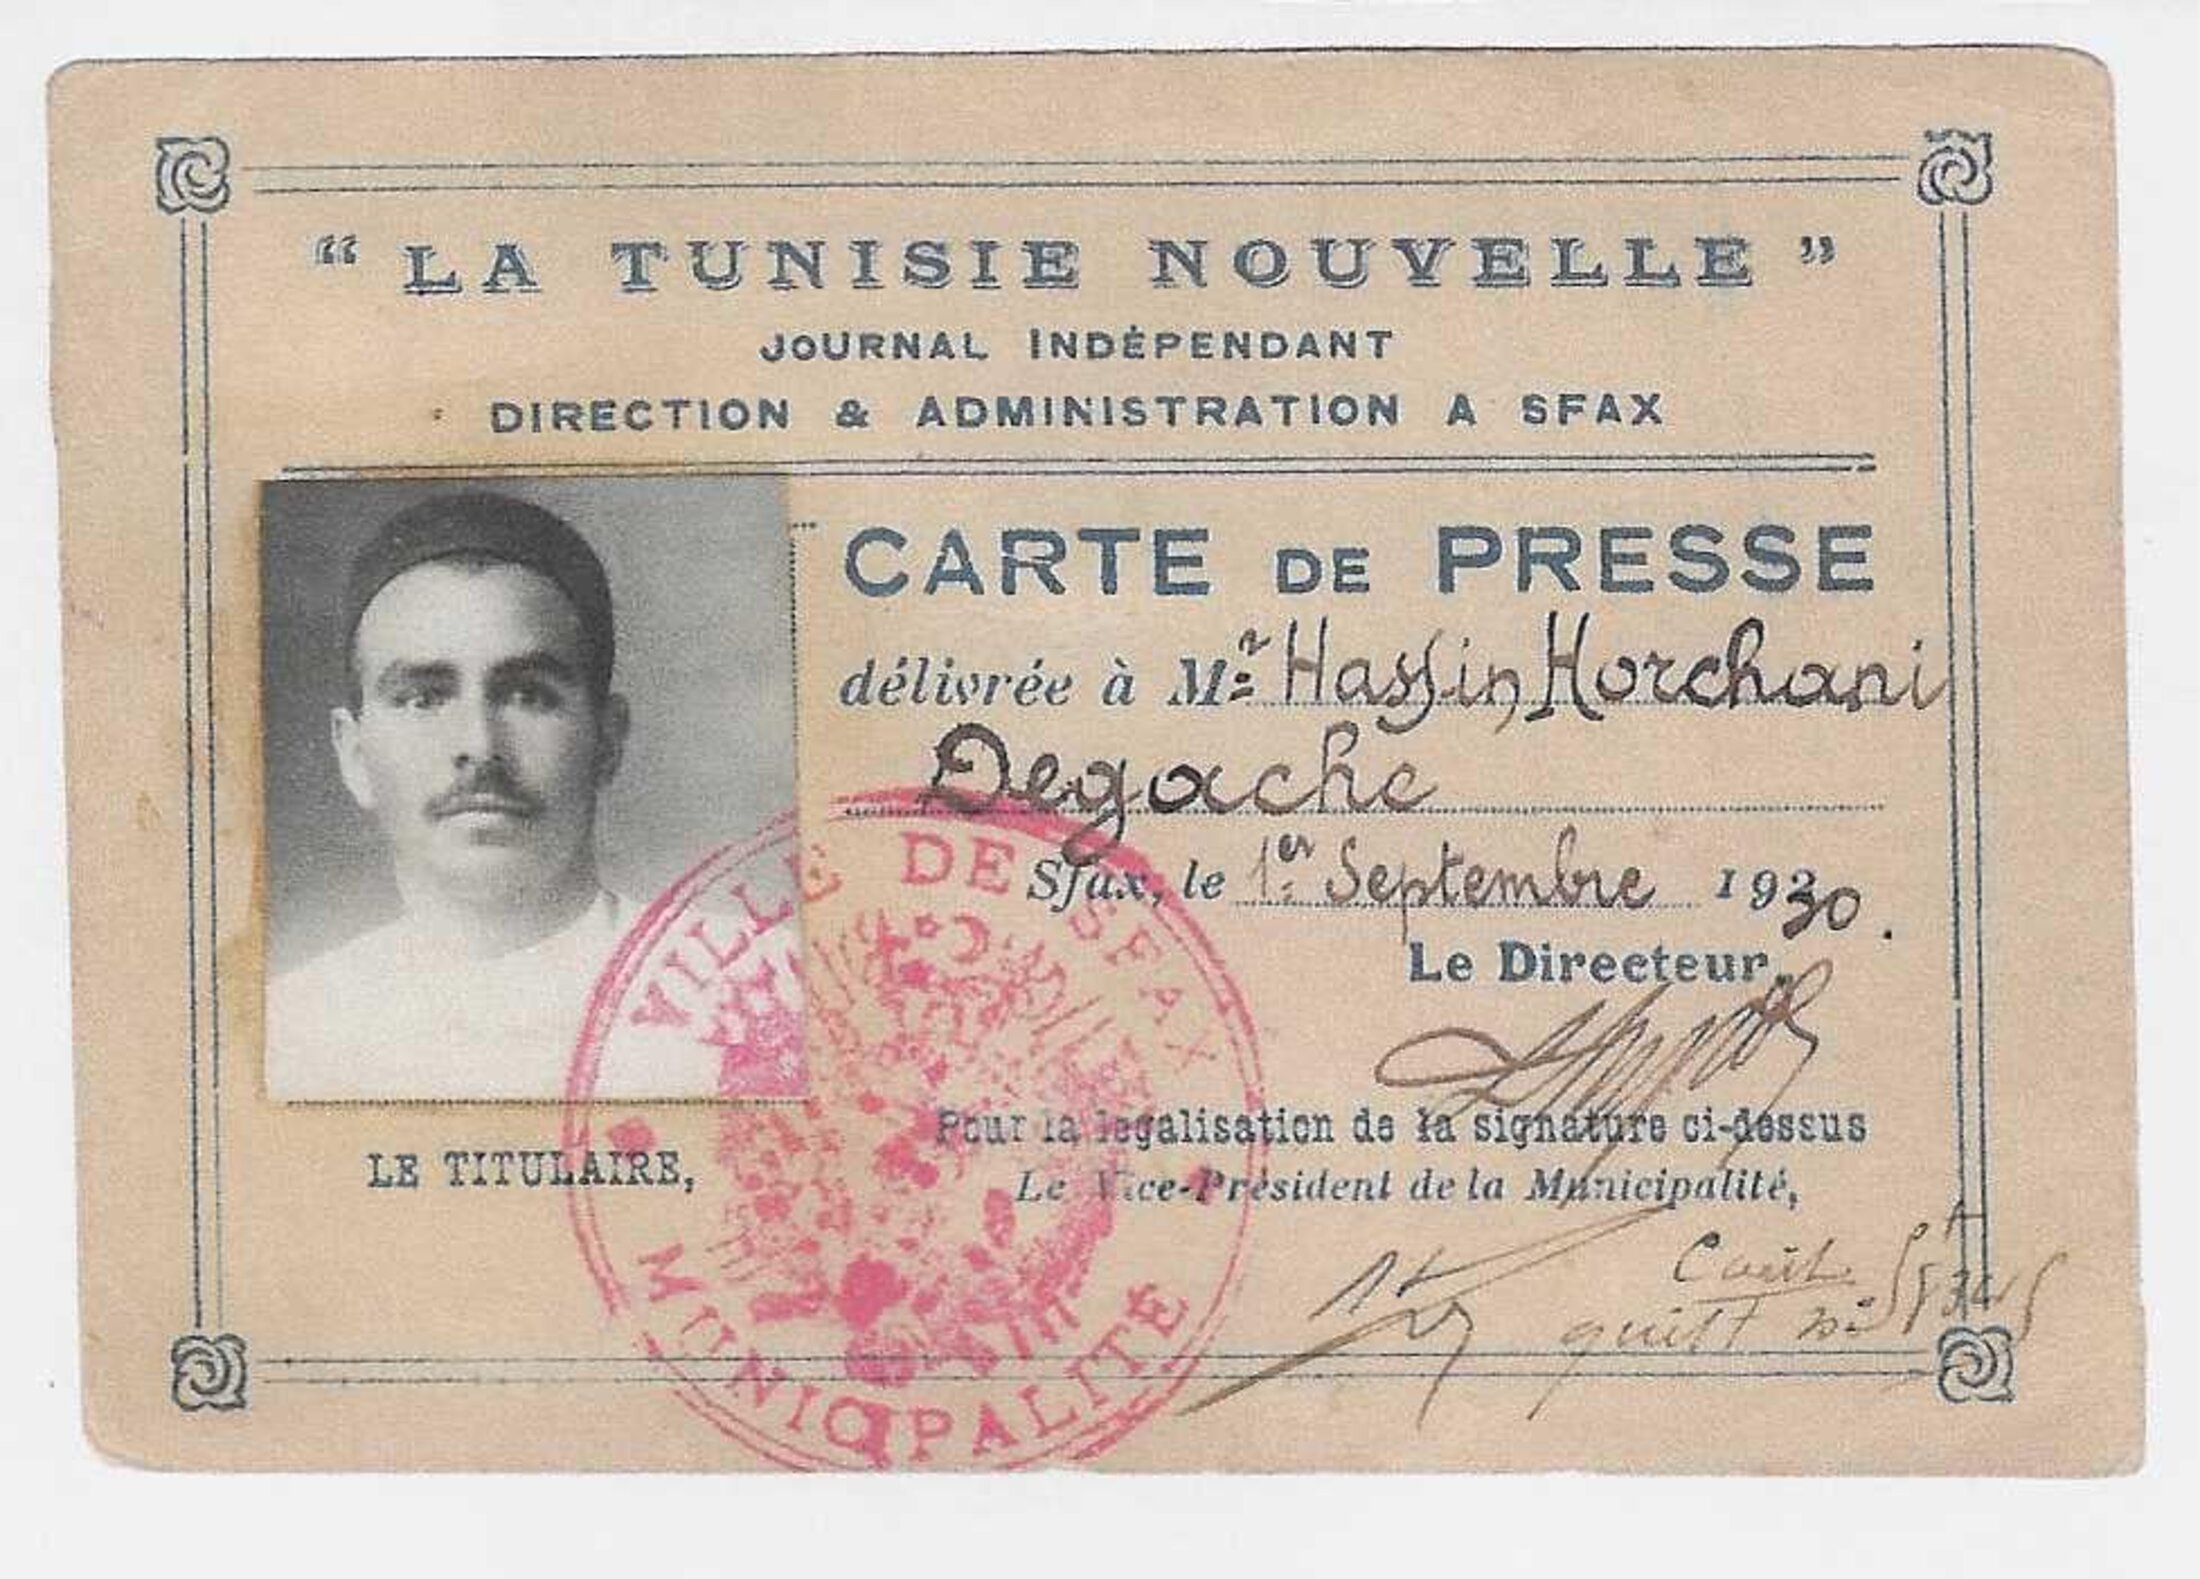 “ LA TUNISIE NOUVELLE ”
JOURNAL INDÉPENDANT
DIRECTION & ADMINISTRATION A SFAX
CARTE DE PRESSE
délivrée à Mr Hassin Horchani
Degache
Sfax, le 1er Septembre 1930.
Le Directeur,
Pour la legalisation de la signature ci-dessus
Le Vice-Président de la Municipalité,
LE TITULAIRE,
VILLE DE SFAX
MUNICIPALITÉ